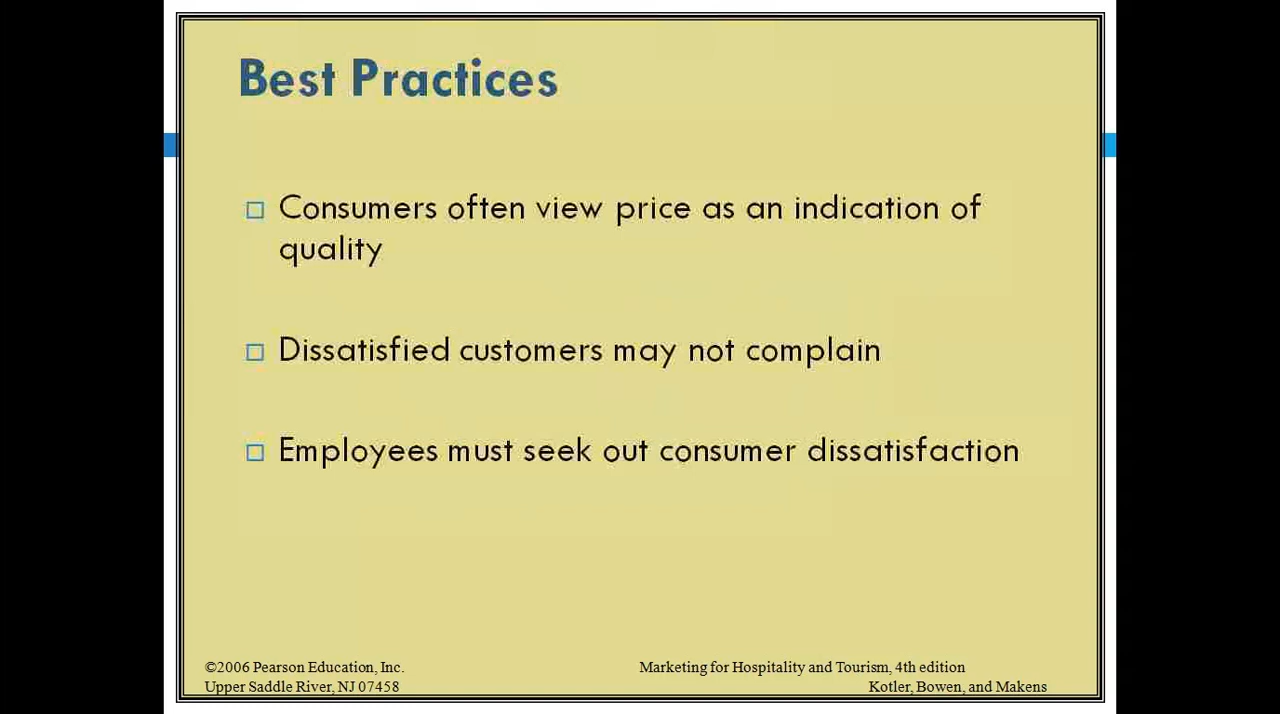 Best Practices
Consumers often view price as an indication of
quality
Dissatisfied customers may not complain
Employees must seek out consumer dissatisfaction
©2006 Pearson Education, Inc.
Upper Saddle River, NJ 07458
Marketing for Hospitality and Tourism, 4th edition
Kotler, Bowen, and Makens